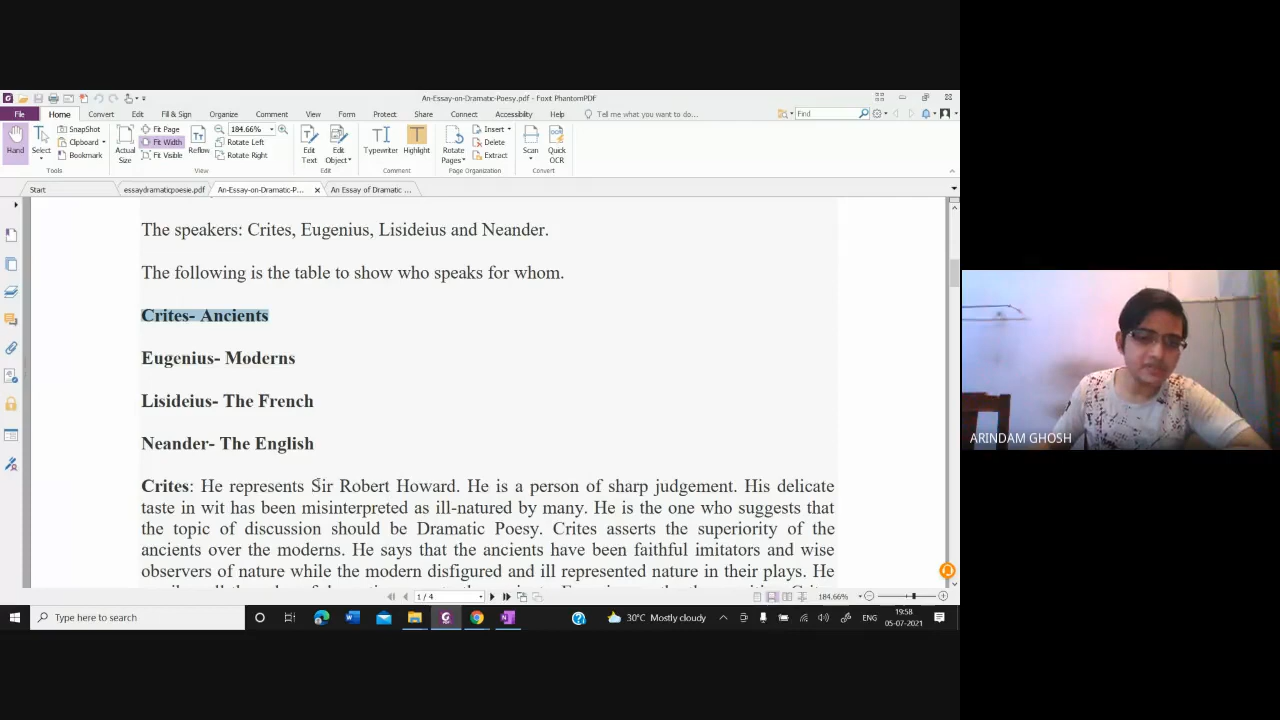 An-Essay-on-Dramatic-Poesy.pdf - Foxit PhantomPDF
File Home Convert Edit Fill & Sign Organize Comment View Form Protect Share Connect Accessibility Help Tell me what you want to do... Find
Hand
Select
SnapShot
Clipboard
Bookmark
Tools
Actual Size
Fit Page
Fit Width
Fit Visible
Reflow
184.66%
Rotate Left
Rotate Right
View
Edit Text
Edit Object
Edit
Typewriter
Highlight
Comment
Rotate Pages
Insert
Delete
Extract
Page Organization
Scan
Quick OCR
Convert
Start essaydramaticpoesie.pdf An-Essay-on-Dramatic-P... An Essay of Dramatic ...
The speakers: Crites, Eugenius, Lisideius and Neander.
The following is the table to show who speaks for whom.
Crites- Ancients
Eugenius- Moderns
Lisideius- The French
Neander- The English
Crites: He represents Sir Robert Howard. He is a person of sharp judgement. His delicate
taste in wit has been misinterpreted as ill-natured by many. He is the one who suggests that
the topic of discussion should be Dramatic Poesy. Crites asserts the superiority of the
ancients over the moderns. He says that the ancients have been faithful imitators and wise
observers of nature while the modern disfigured and ill represented nature in their plays. He
1 / 4
184.66%
Type here to search
30°C Mostly cloudy
ENG
19:58
05-07-2021
ARINDAM GHOSH